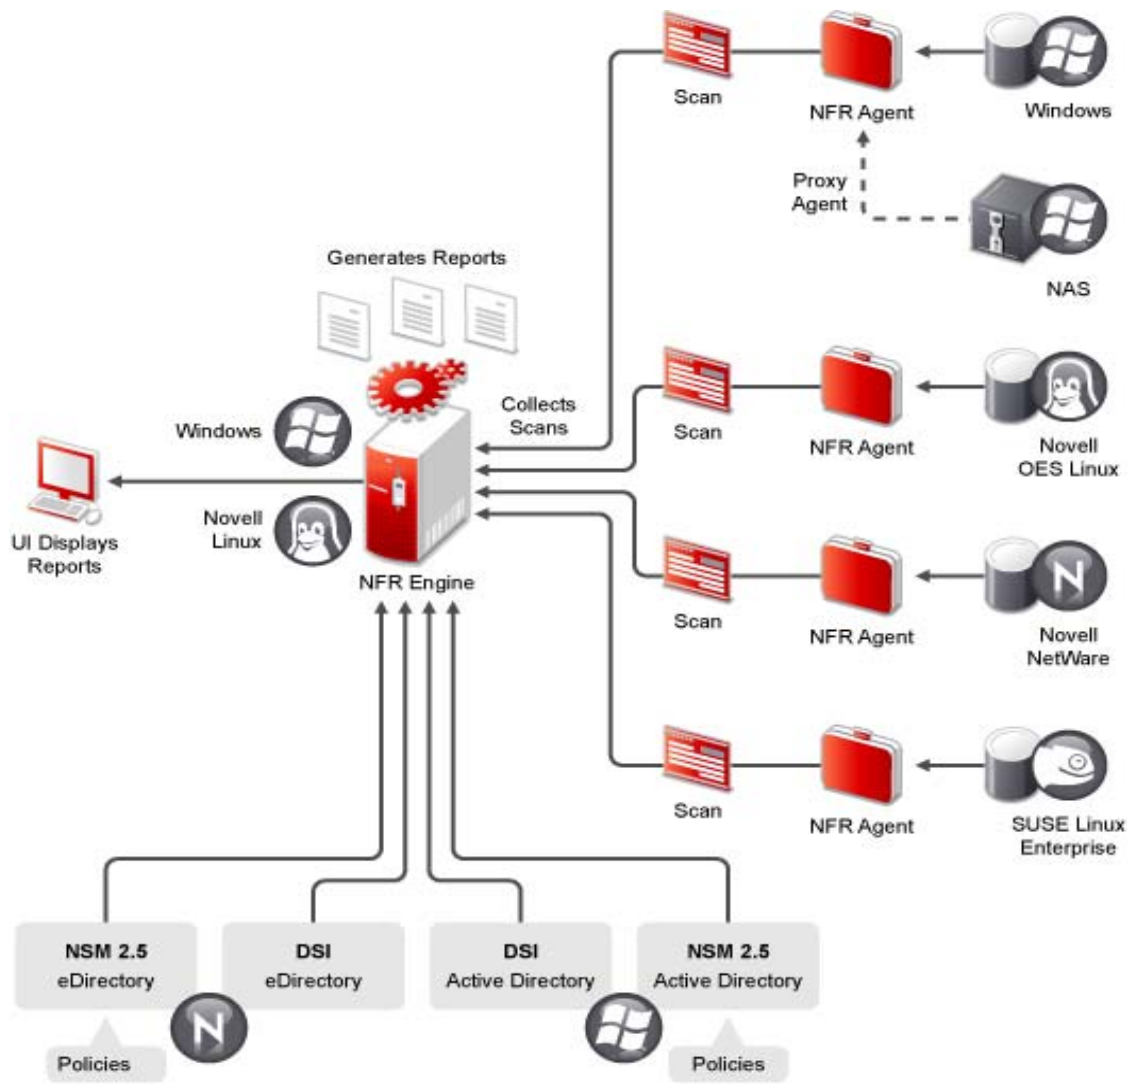 Scan
NFR Agent
Windows
Proxy
Agent
NAS
Generates Reports
Collects
Scans
Scan
NFR Agent
Novell
OES Linux
Windows
Novell
Linux
UI Displays
Reports
NFR Engine
Scan
NFR Agent
Novell
NetWare
Scan
NFR Agent
SUSE Linux
Enterprise
NSM 2.5
eDirectory
DSI
eDirectory
DSI
Active Directory
NSM 2.5
Active Directory
Policies
Policies